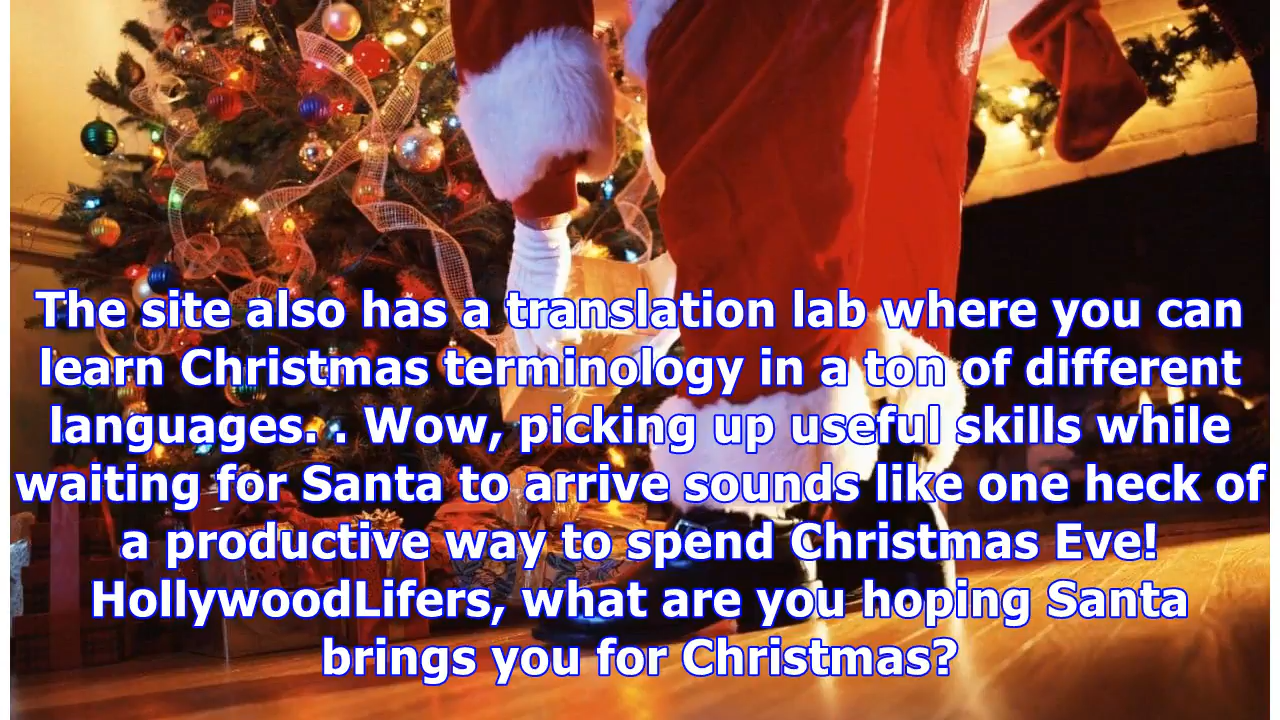 The site also has a translation lab where you can
learn Christmas terminology in a ton of different
languages. . Wow, picking up useful skills while
waiting for Santa to arrive sounds like one heck of
a productive way to spend Christmas Eve!
HollywoodLifers, what are you hoping Santa
brings you for Christmas?